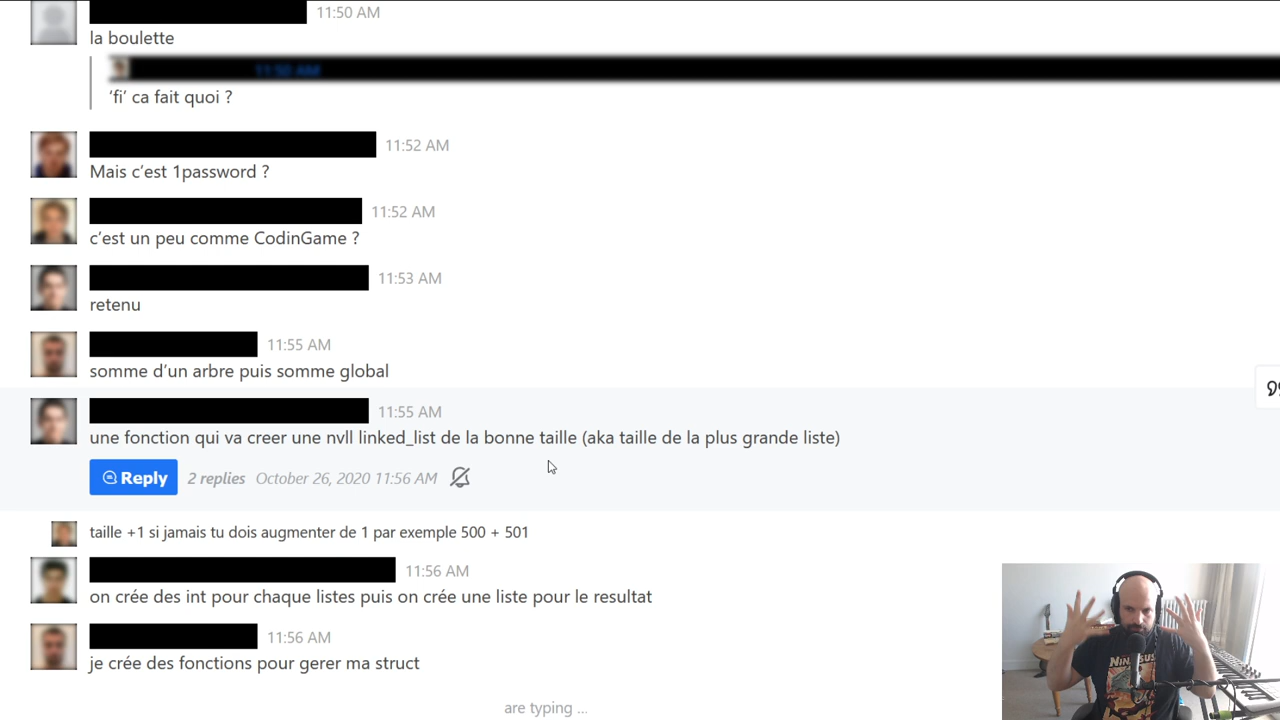 11:50 AM
la boulette
11:50 AM
‘fi’ ca fait quoi ?
11:52 AM
Mais c’est 1password ?
11:52 AM
c’est un peu comme CodinGame ?
11:53 AM
retenu
11:55 AM
somme d’un arbre puis somme global
11:55 AM
une fonction qui va creer une nvll linked_list de la bonne taille (aka taille de la plus grande liste)
Reply 2 replies October 26, 2020 11:56 AM
taille +1 si jamais tu dois augmenter de 1 par exemple 500 + 501
11:56 AM
on crée des int pour chaque listes puis on crée une liste pour le resultat
11:56 AM
je crée des fonctions pour gerer ma struct
are typing ...